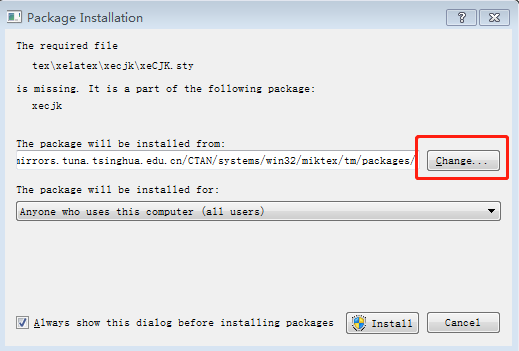 Package Installation
The required file
tex\xelatex\xecjk\xeCJK.sty
is missing. It is a part of the following package:
xecjk
The package will be installed from:
mirrors.tuna.tsinghua.edu.cn/CTAN/systems/win32/miktex/tm/packages/
Change...
The package will be installed for:
Anyone who uses this computer (all users)
Always show this dialog before installing packages
Install
Cancel